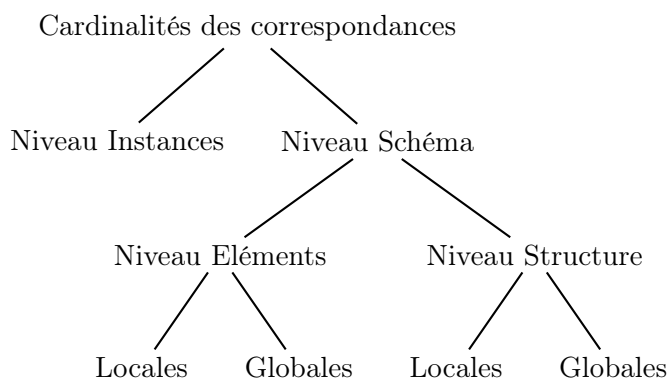 Cardinalités des correspondances
Niveau Instances Niveau Schéma
Niveau Eléments Niveau Structure
Locales Globales Locales Globales